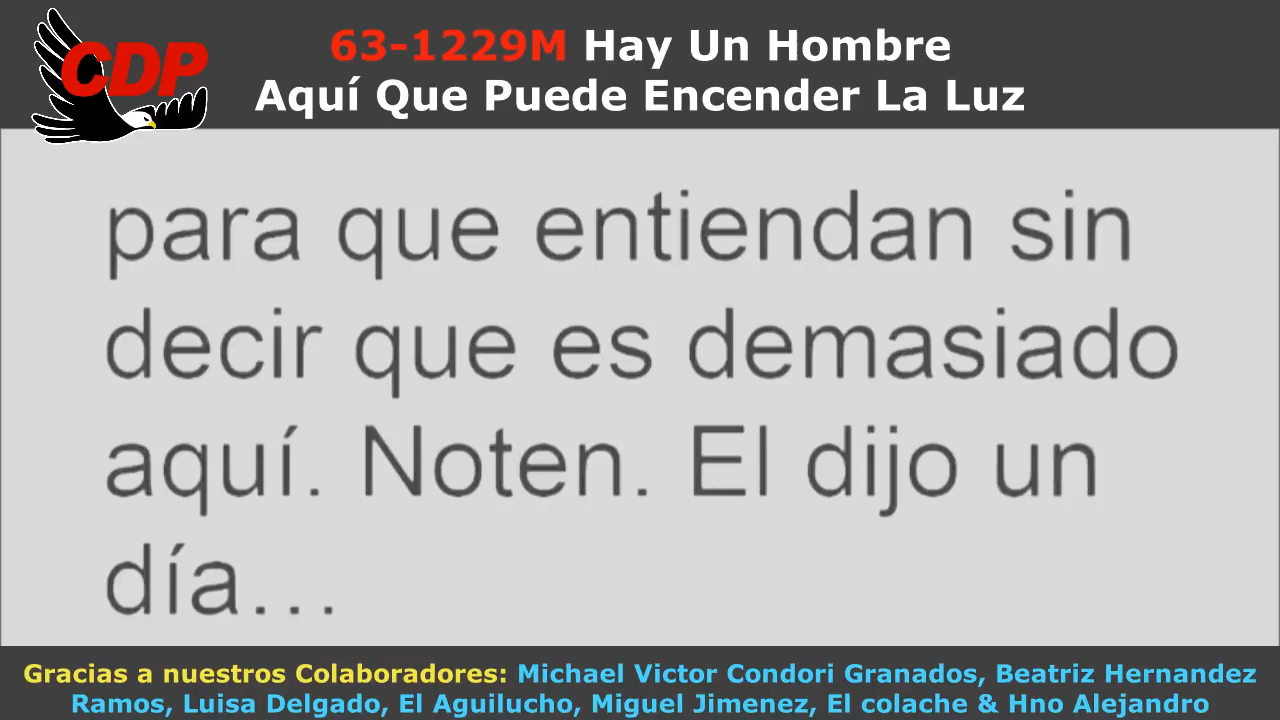 CDP
63-1229M Hay Un Hombre
Aquí Que Puede Encender La Luz
para que entiendan sin
decir que es demasiado
aquí. Noten. El dijo un
día...
Gracias a nuestros Colaboradores: Michael Victor Condori Granados, Beatriz Hernandez
Ramos, Luisa Delgado, El Aguilucho, Miguel Jimenez, El colache & Hno Alejandro